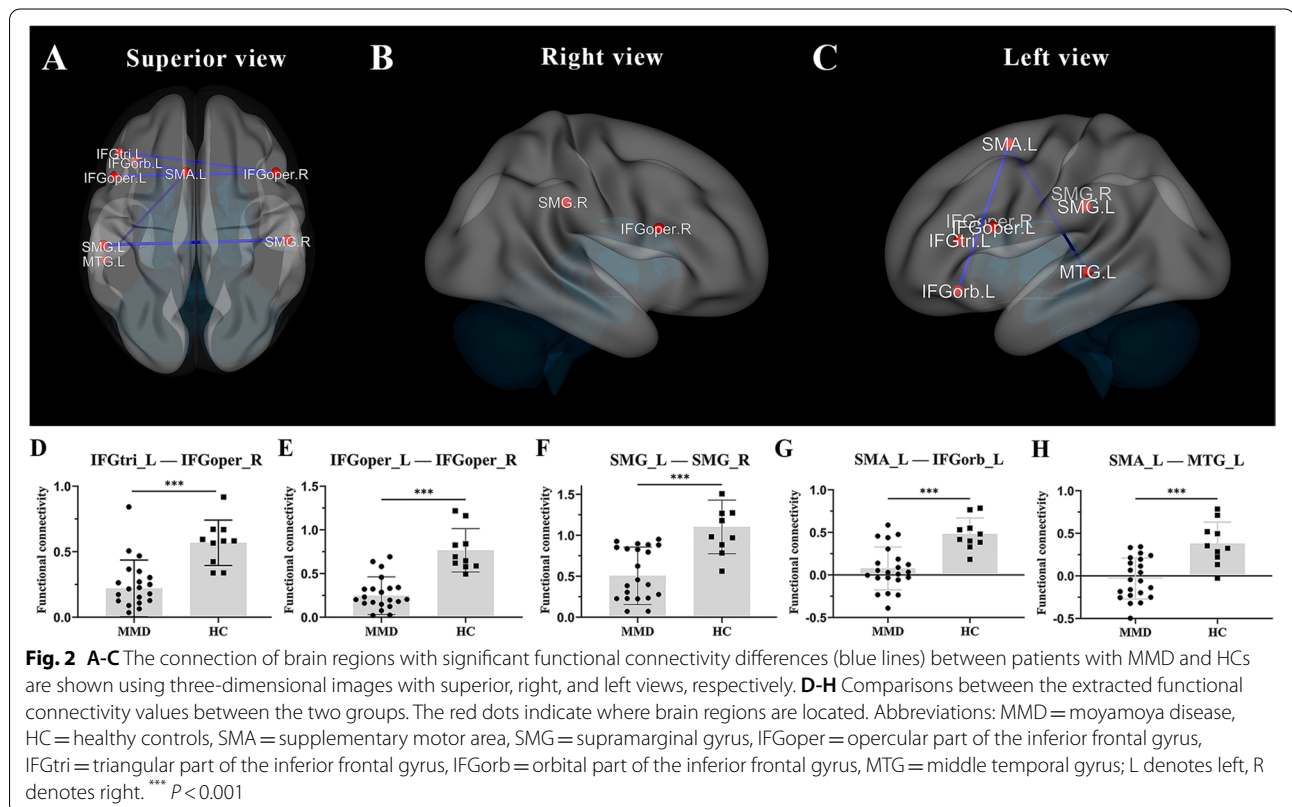 A Superior view
B Right view
C Left view
IFGtri.L
IFGorb.L
IFGoper.L
SMA.L
IFGoper.R
SMG.L
SMG.R
MTG.L
SMG.R
IFGoper.R
SMA.L
SMG.R
SMG.L
IFGoper.R
IFGoper.L
IFGtri.L
MTG.L
IFGorb.L
D IFGtri_L — IFGoper_R
Functional connectivity
1.0
0.5
0.0
***
MMD HC
E IFGoper_L — IFGoper_R
Functional connectivity
1.5
1.0
0.5
0.0
***
MMD HC
F SMG_L — SMG_R
Functional connectivity
1.5
1.0
0.5
0.0
***
MMD HC
G SMA_L — IFGorb_L
Functional connectivity
1.0
0.5
0.0
-0.5
***
MMD HC
H SMA_L — MTG_L
Functional connectivity
1.0
0.5
0.0
-0.5
***
MMD HC
Fig. 2 A-C The connection of brain regions with significant functional connectivity differences (blue lines) between patients with MMD and HCs
are shown using three-dimensional images with superior, right, and left views, respectively. D-H Comparisons between the extracted functional
connectivity values between the two groups. The red dots indicate where brain regions are located. Abbreviations: MMD = moyamoya disease,
HC = healthy controls, SMA = supplementary motor area, SMG = supramarginal gyrus, IFGoper = opercular part of the inferior frontal gyrus,
IFGtri = triangular part of the inferior frontal gyrus, IFGorb = orbital part of the inferior frontal gyrus, MTG = middle temporal gyrus; L denotes left, R
denotes right. *** P < 0.001